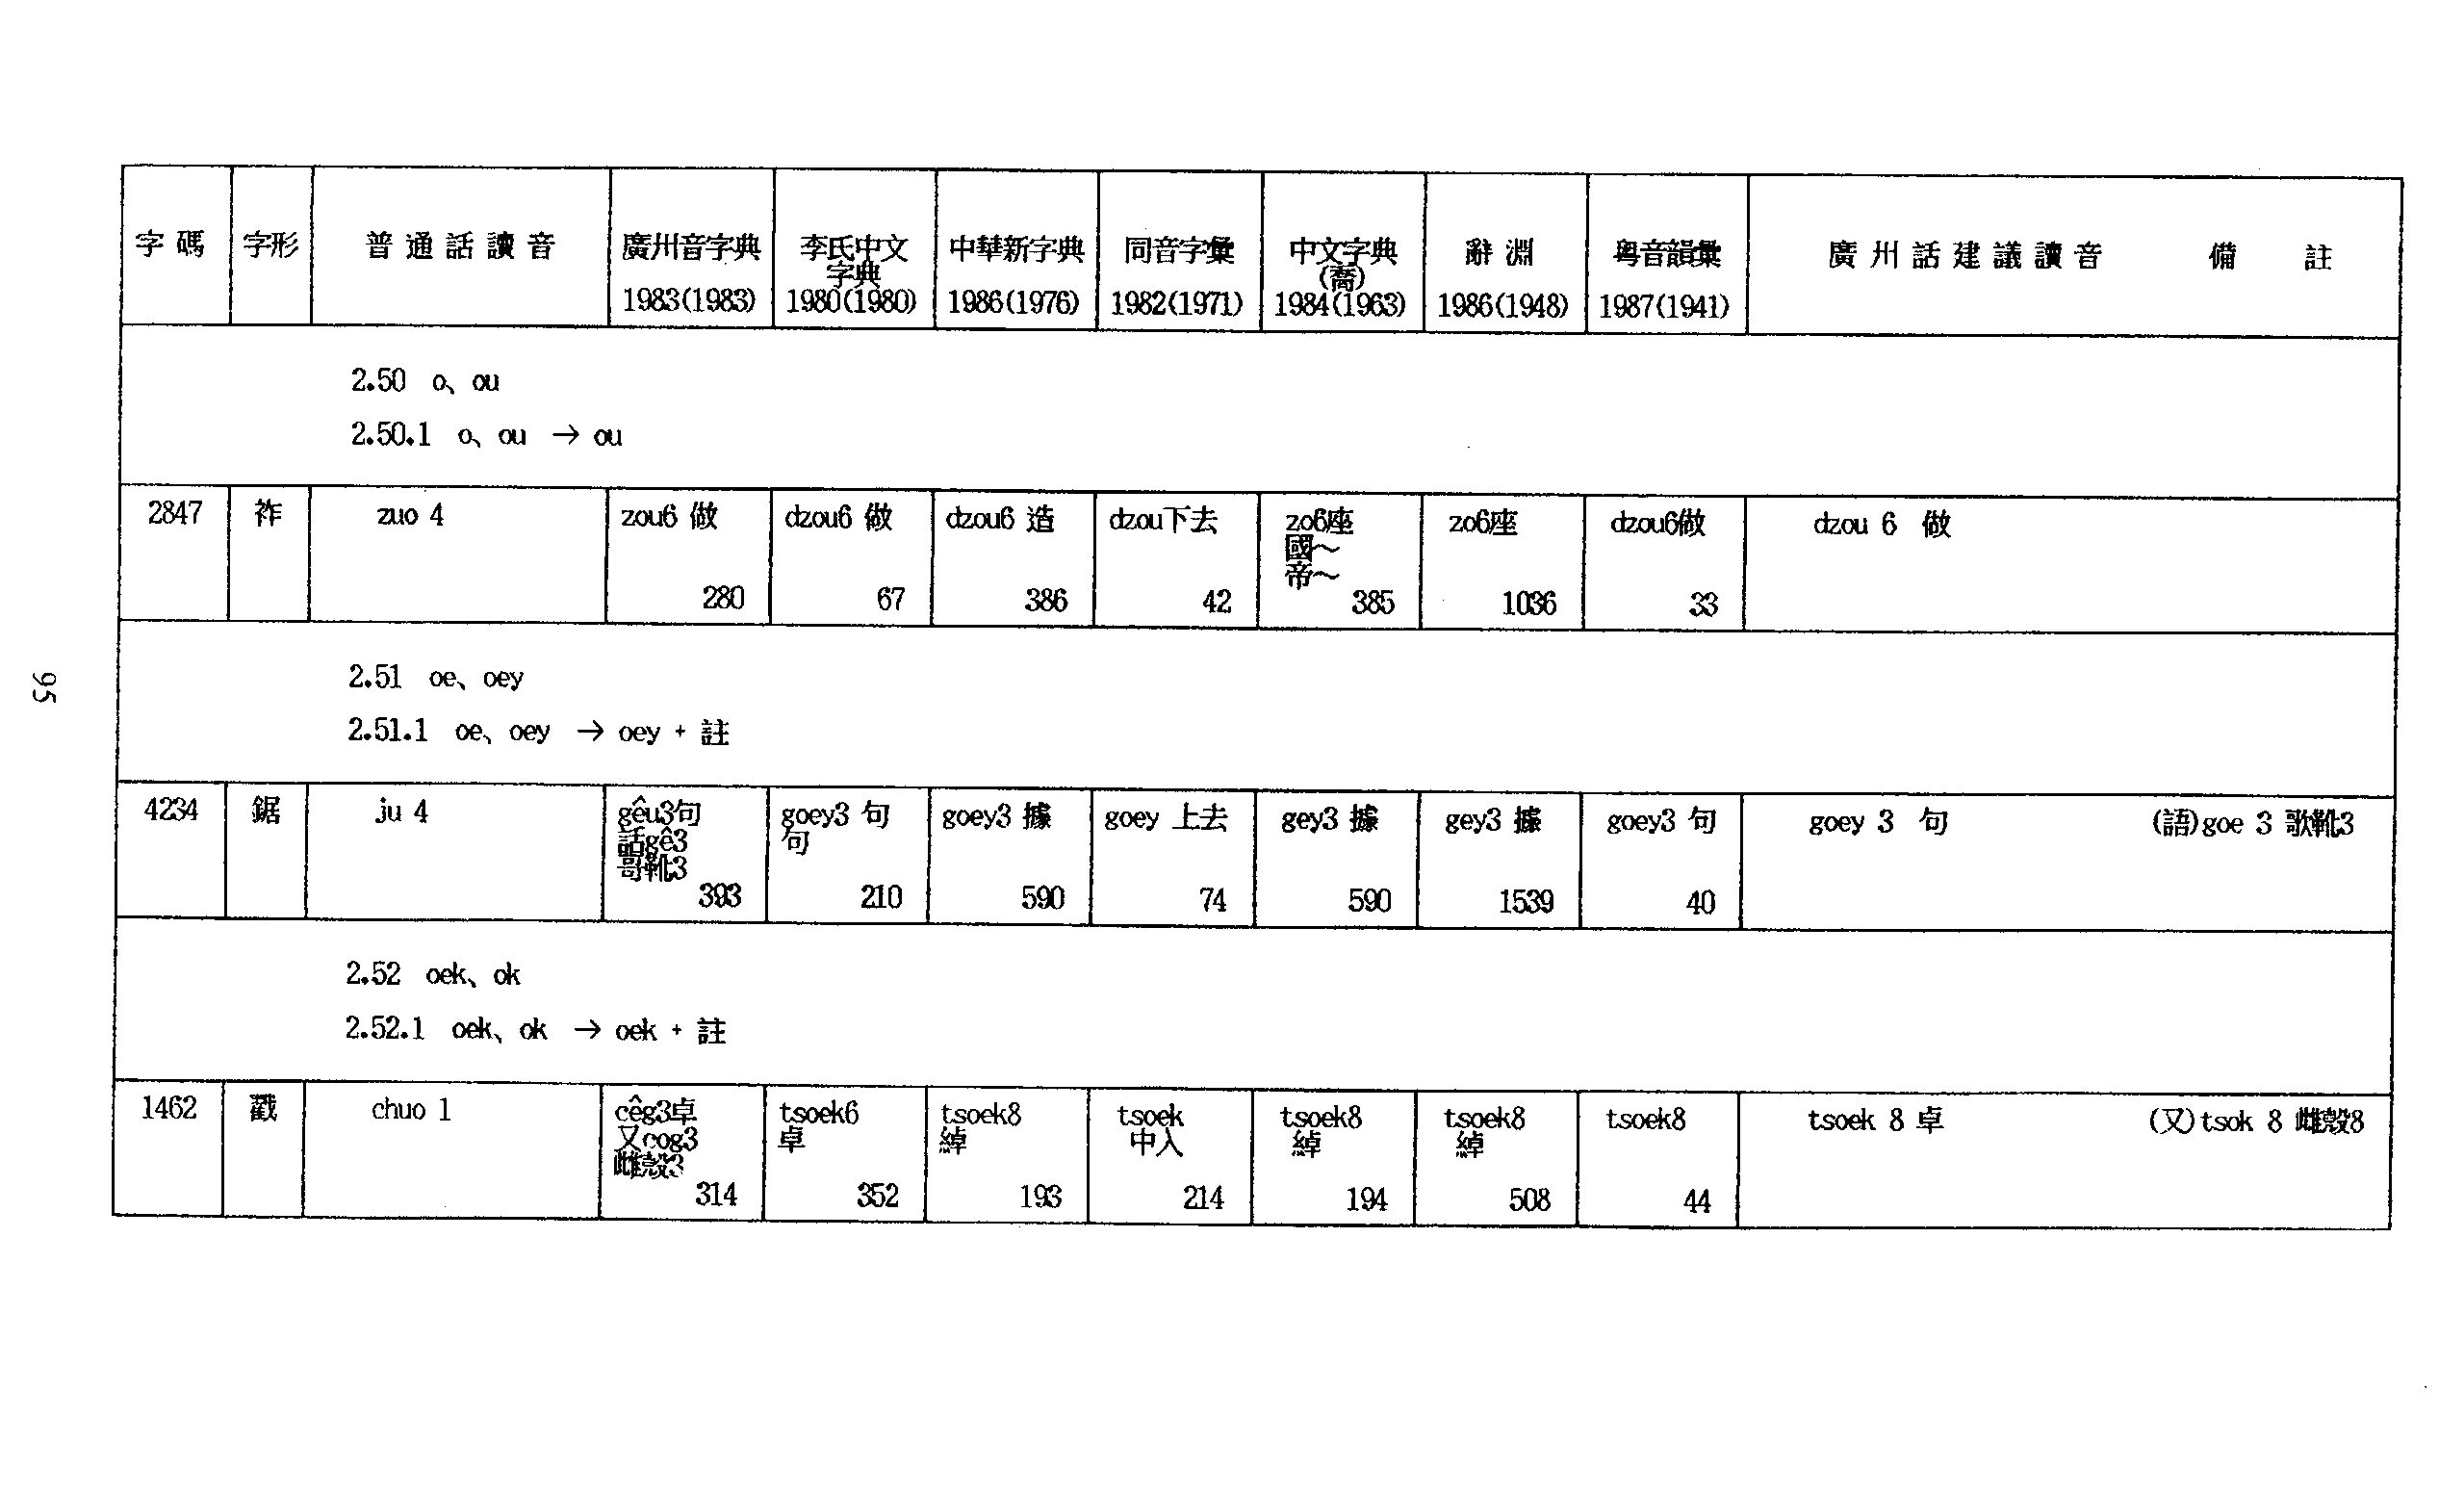 字碼 字形 普通話讀音 廣州音字典 李氏中文 中華新字典 同音字彙 中文字典 辭淵 粵音韻彙 廣州話建議讀音 備註
字典 (喬)
1983(1983) 1980(1980) 1986(1976) 1982(1971) 1984(1963) 1986(1948) 1987(1941)
2.50 o、ou
2.50.1 o、ou → ou
2847 祚 zuo 4 zou6 做 dzou6 做 dzou6 造 dzou下去 zo6座 zo6座 dzou6做 dzou 6 做
國～
帝～
280 67 386 42 385 1036 33
2.51 oe、oey
2.51.1 oe、oey → oey + 註
4234 鋸 ju 4 gêu3句 goey3 句 goey3 據 goey 上去 gey3 據 gey3 據 goey3 句 goey 3 句 (語)goe 3 歌靴3
話gê3 句
哥靴3
393 210 590 74 590 1539 40
2.52 oek、ok
2.52.1 oek、ok → oek + 註
1462 戳 chuo 1 cêg3卓 tsoek6 tsoek8 tsoek tsoek8 tsoek8 tsoek8 tsoek 8 卓 (又)tsok 8 雌殼8
又cog3 卓 綽 中入 綽 綽
雌殼3
314 352 193 214 194 508 44
95